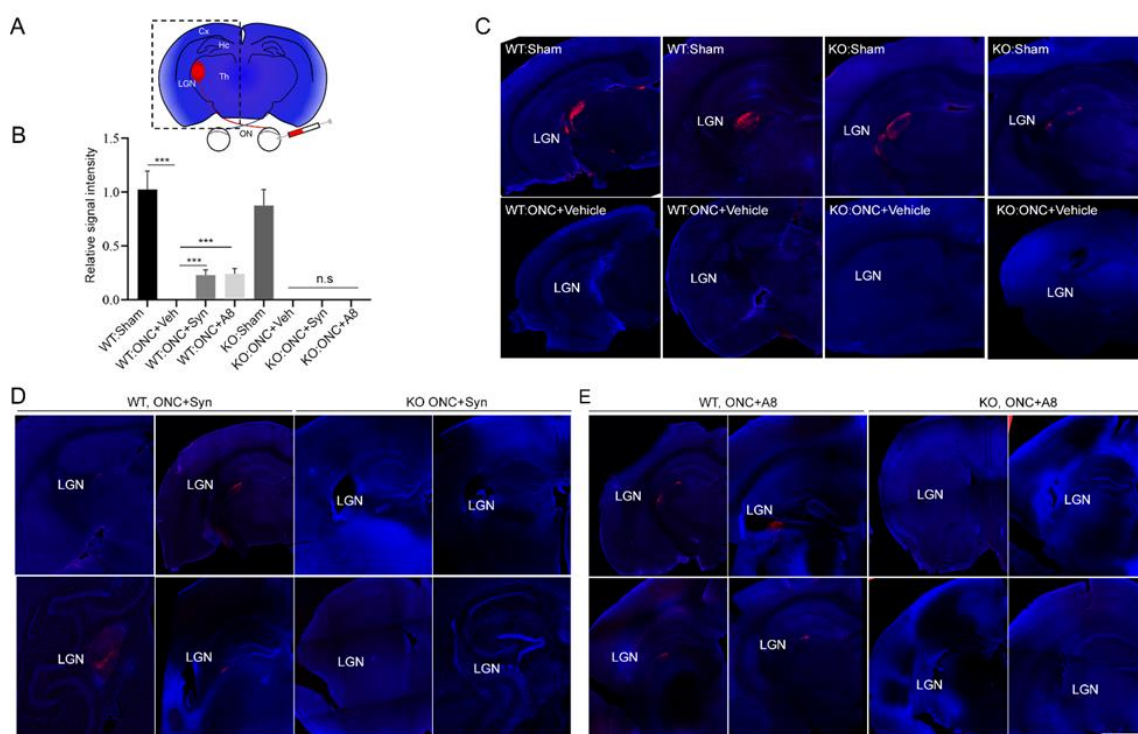 A
Cx
Hc
LGN
Th
ON
B
Relative signal intensity
1.5
1.0
0.5
0.0
***
***
***
n.s
WT:Sham
WT:ONC+Veh
WT:ONC+Syn
WT:ONC+A8
KO:Sham
KO:ONC+Veh
KO:ONC+Syn
KO:ONC+A8
C
WT:Sham WT:Sham KO:Sham KO:Sham
LGN LGN LGN LGN
WT:ONC+Vehicle WT:ONC+Vehicle KO:ONC+Vehicle KO:ONC+Vehicle
LGN LGN LGN LGN
D
WT, ONC+Syn KO ONC+Syn
LGN LGN LGN LGN
LGN LGN LGN LGN
E
WT, ONC+A8 KO, ONC+A8
LGN LGN LGN LGN
LGN LGN LGN LGN